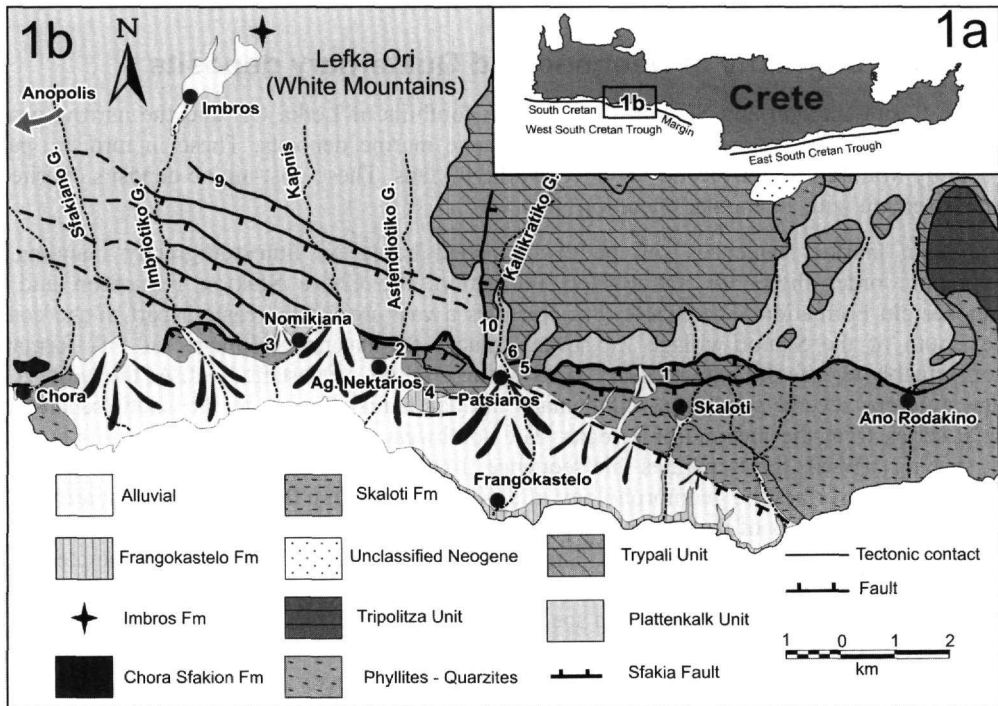 1b
N
Lefka Ori
(White Mountains)
Anopolis
Imbros
1a
Crete
1b
South Cretan
Margin
West South Cretan Trough
East South Cretan Trough
Sfakiano G.
Imbriotiko G.
Kapnis
Asfendiotiko G.
Kallikratiko G.
9
10
Nomikiana
3
2
6
5
1
Ag. Nektarios
4
Chora
Patsianos
Skaloti
Ano Rodakino
Frangokastelo
Alluvial
Skaloti Fm
Frangokastelo Fm
Unclassified Neogene
Trypali Unit
Tectonic contact
Fault
Imbros Fm
Tripolitza Unit
Plattenkalk Unit
1 0 1 2
km
Chora Sfakion Fm
Phyllites - Quarzites
Sfakia Fault